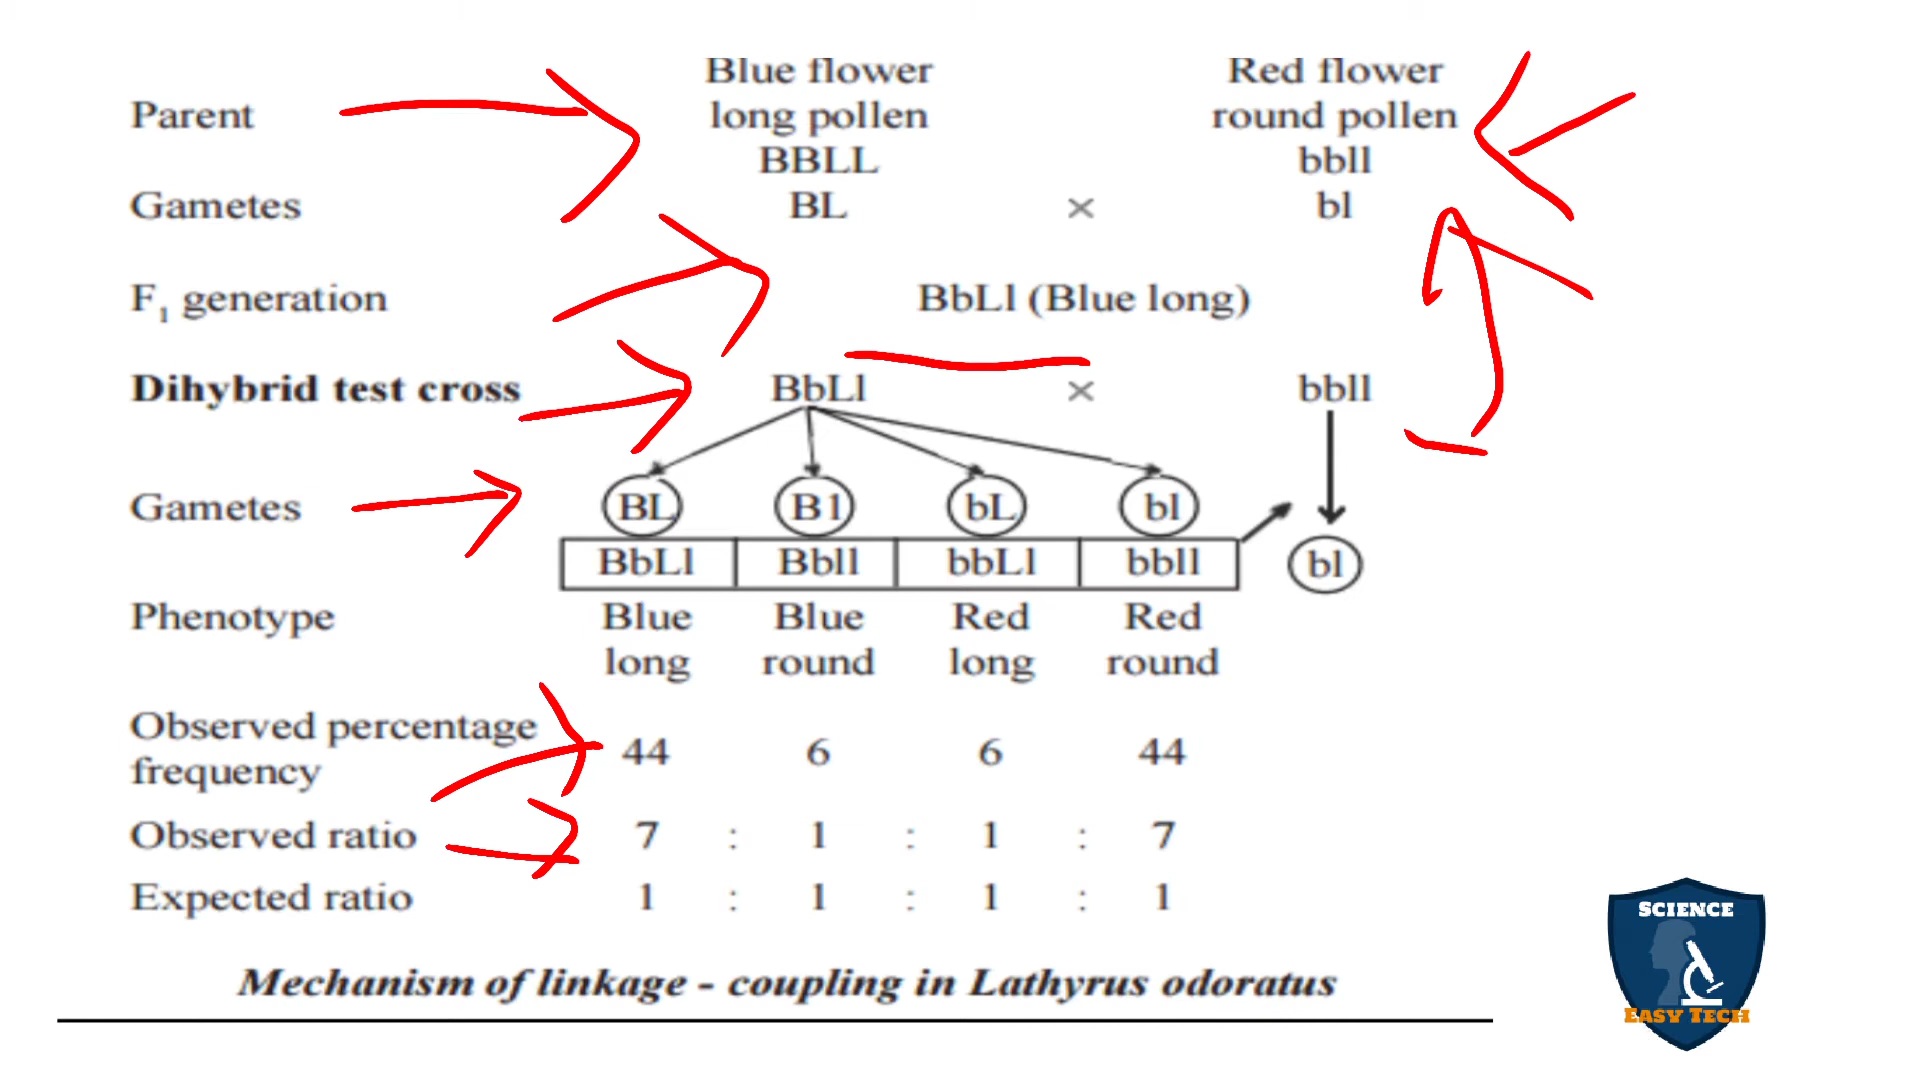 Blue flower Red flower
Parent long pollen round pollen
BBLL bbll
Gametes BL × bl
F1 generation BbLl (Blue long)
Dihybrid test cross BbLl × bbll
Gametes BL B1 bL bl
BbLl Bbll bbLl bbll bl
Phenotype Blue Blue Red Red
long round long round
Observed percentage
frequency 44 6 6 44
Observed ratio 7 : 1 : 1 : 7
Expected ratio 1 : 1 : 1 : 1
Mechanism of linkage - coupling in Lathyrus odoratus
SCIENCE
EASY TECH